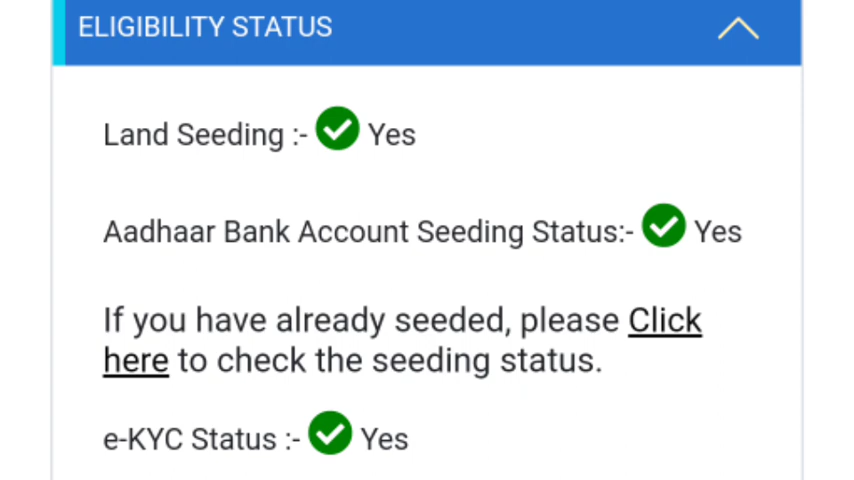 ELIGIBILITY STATUS
Land Seeding :- Yes
Aadhaar Bank Account Seeding Status:- Yes
If you have already seeded, please Click
here to check the seeding status.
e-KYC Status :- Yes